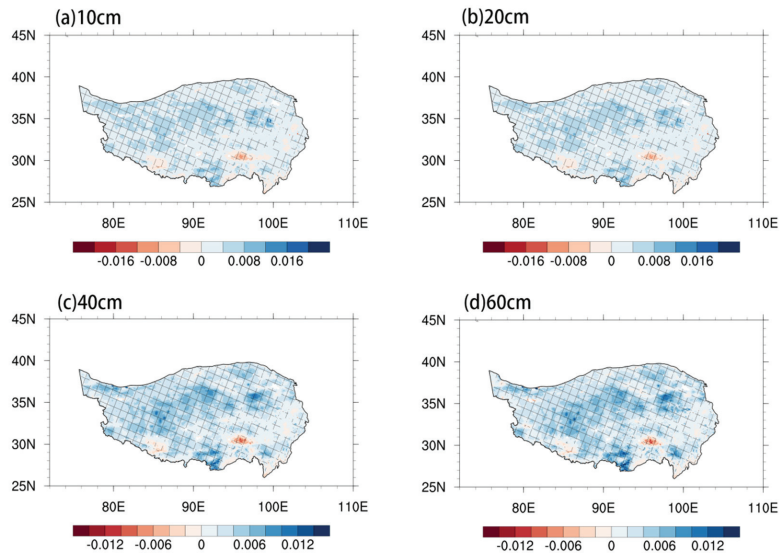 (a)10cm
(b)20cm
45N
45N
40N
40N
35N
35N
30N
30N
25N
25N
80E 90E 100E 110E
80E 90E 100E 110E
-0.016 -0.008 0 0.008 0.016
-0.016 -0.008 0 0.008 0.016
(c)40cm
(d)60cm
45N
45N
40N
40N
35N
35N
30N
30N
25N
25N
80E 90E 100E 110E
80E 90E 100E 110E
-0.012 -0.006 0 0.006 0.012
-0.012 -0.006 0 0.006 0.012